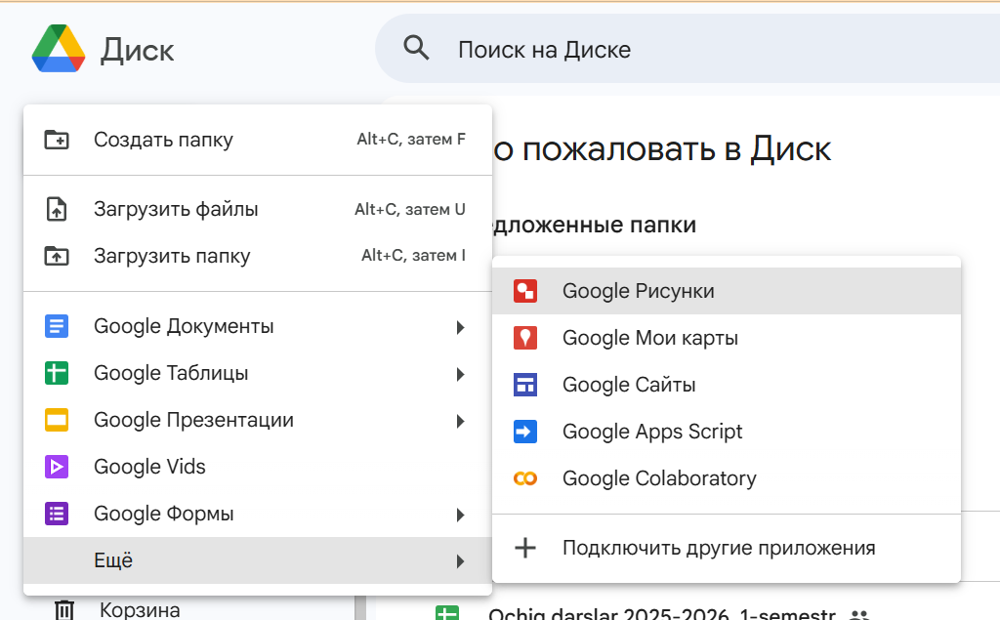 Диск
Поиск на Диске
Создать папку Alt+C, затем F
о пожаловать в Диск
Загрузить файлы Alt+C, затем U
дложенные папки
Загрузить папку Alt+C, затем I
Google Документы
Google Таблицы
Google Презентации
Google Vids
Google Формы
Ещё
Google Рисунки
Google Мои карты
Google Сайты
Google Apps Script
Google Colaboratory
Подключить другие приложения
Корзина
Ochiq darslar 2025-2026, 1-semestr